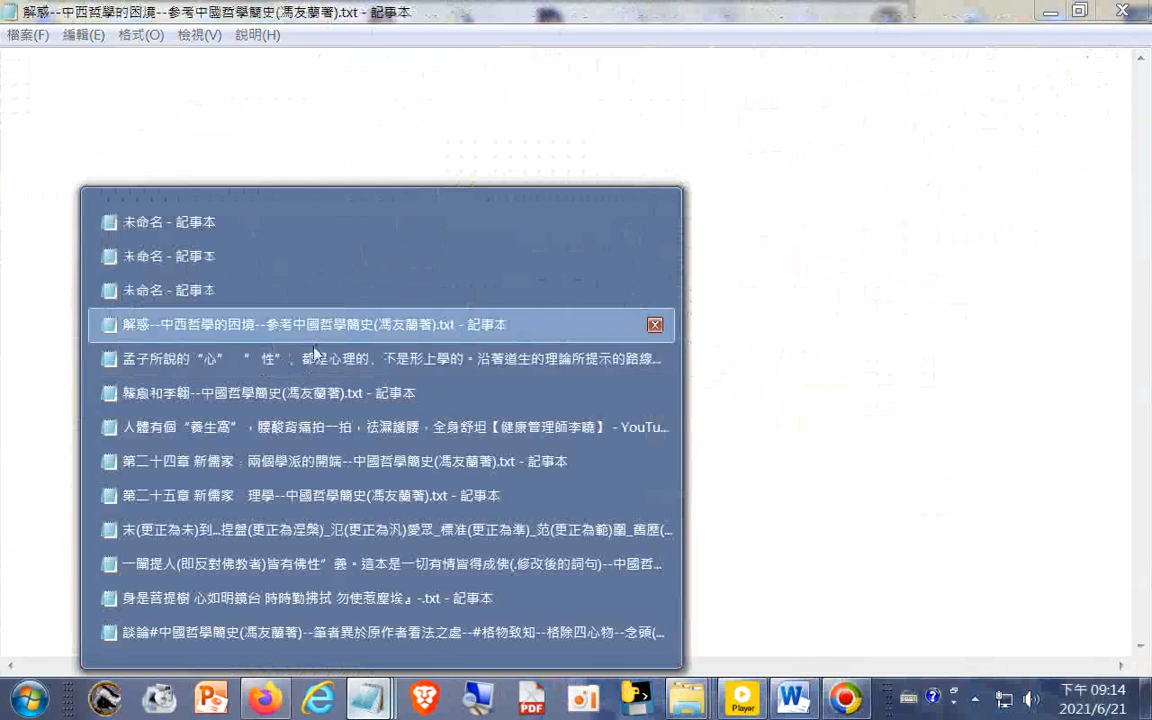 解惑--中西哲學的困境--參考中國哲學簡史(馮友蘭著).txt - 記事本
檔案(F) 編輯(E) 格式(O) 檢視(V) 說明(H)
未命名 - 記事本
未命名 - 記事本
未命名 - 記事本
解惑--中西哲學的困境--參考中國哲學簡史(馮友蘭著).txt - 記事本
孟子所說的“心” “ 性”，都是心理的，不是形上學的。沿著道生的理論所提示的路線...
韓愈和李翱--中國哲學簡史(馮友蘭著).txt - 記事本
人體有個“養生窩”，腰酸背痛拍一拍，祛濕護腰，全身舒坦【健康管理師李曉】 - YouTu...
第二十四章 新儒家：兩個學派的開端--中國哲學簡史(馮友蘭著).txt - 記事本
第二十五章 新儒家　理學--中國哲學簡史(馮友蘭著).txt - 記事本
末(更正為未)到...捏盤(更正為涅槃)_氾(更正為汎)愛眾_標准(更正為準)_范(更正為範)圍_舊歷(...
一闡提人(即反對佛教者)皆有佛性”義。這本是一切有情皆得成佛(.修改後的詞句)--中國哲...
身是菩提樹 心如明鏡台 時時勤拂拭 勿使惹塵埃』-.txt - 記事本
談論#中國哲學簡史(馮友蘭著)--筆者異於原作者看法之處--#格物致知--格除四心物--念頭(...
Player
下午 09:14
2021/6/21